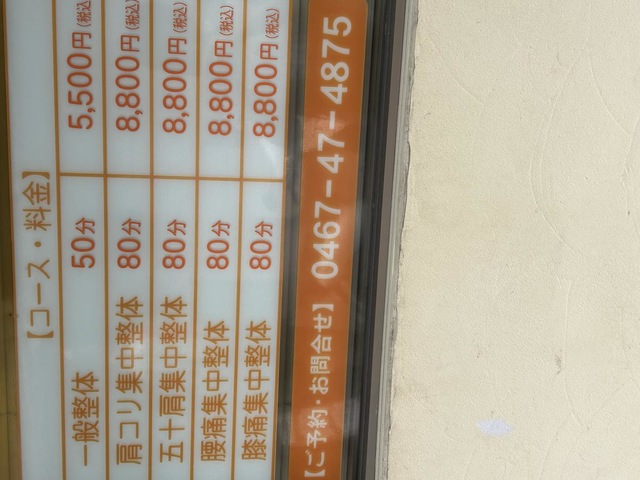 【コース・料金】
一般整体 50分 5,500円(税込)
肩コリ集中整体 80分 8,800円(税込)
五十肩集中整体 80分 8,800円(税込)
腰痛集中整体 80分 8,800円(税込)
膝痛集中整体 80分 8,800円(税込)
【ご予約・お問合せ】0467-47-4875